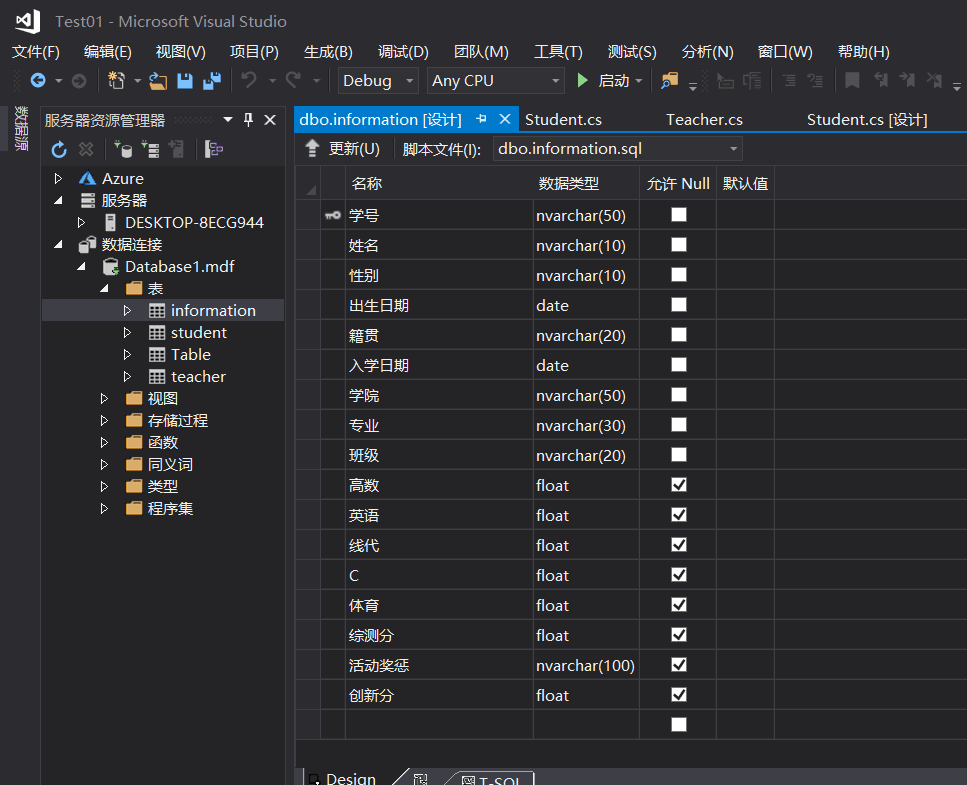 Test01 - Microsoft Visual Studio
文件(F) 编辑(E) 视图(V) 项目(P) 生成(B) 调试(D) 团队(M) 工具(T) 测试(S) 分析(N) 窗口(W) 帮助(H)
Debug Any CPU 启动
数据源
服务器资源管理器
Azure
服务器
DESKTOP-8ECG944
数据连接
Database1.mdf
表
information
student
Table
teacher
视图
存储过程
函数
同义词
类型
程序集
dbo.information [设计] Student.cs Teacher.cs Student.cs [设计]
更新(U) 脚本文件(I): dbo.information.sql
名称 数据类型 允许 Null 默认值
学号 nvarchar(50)
姓名 nvarchar(10)
性别 nvarchar(10)
出生日期 date
籍贯 nvarchar(20)
入学日期 date
学院 nvarchar(50)
专业 nvarchar(30)
班级 nvarchar(20)
高数 float
英语 float
线代 float
C float
体育 float
综测分 float
活动奖惩 nvarchar(100)
创新分 float
Design T-SQL